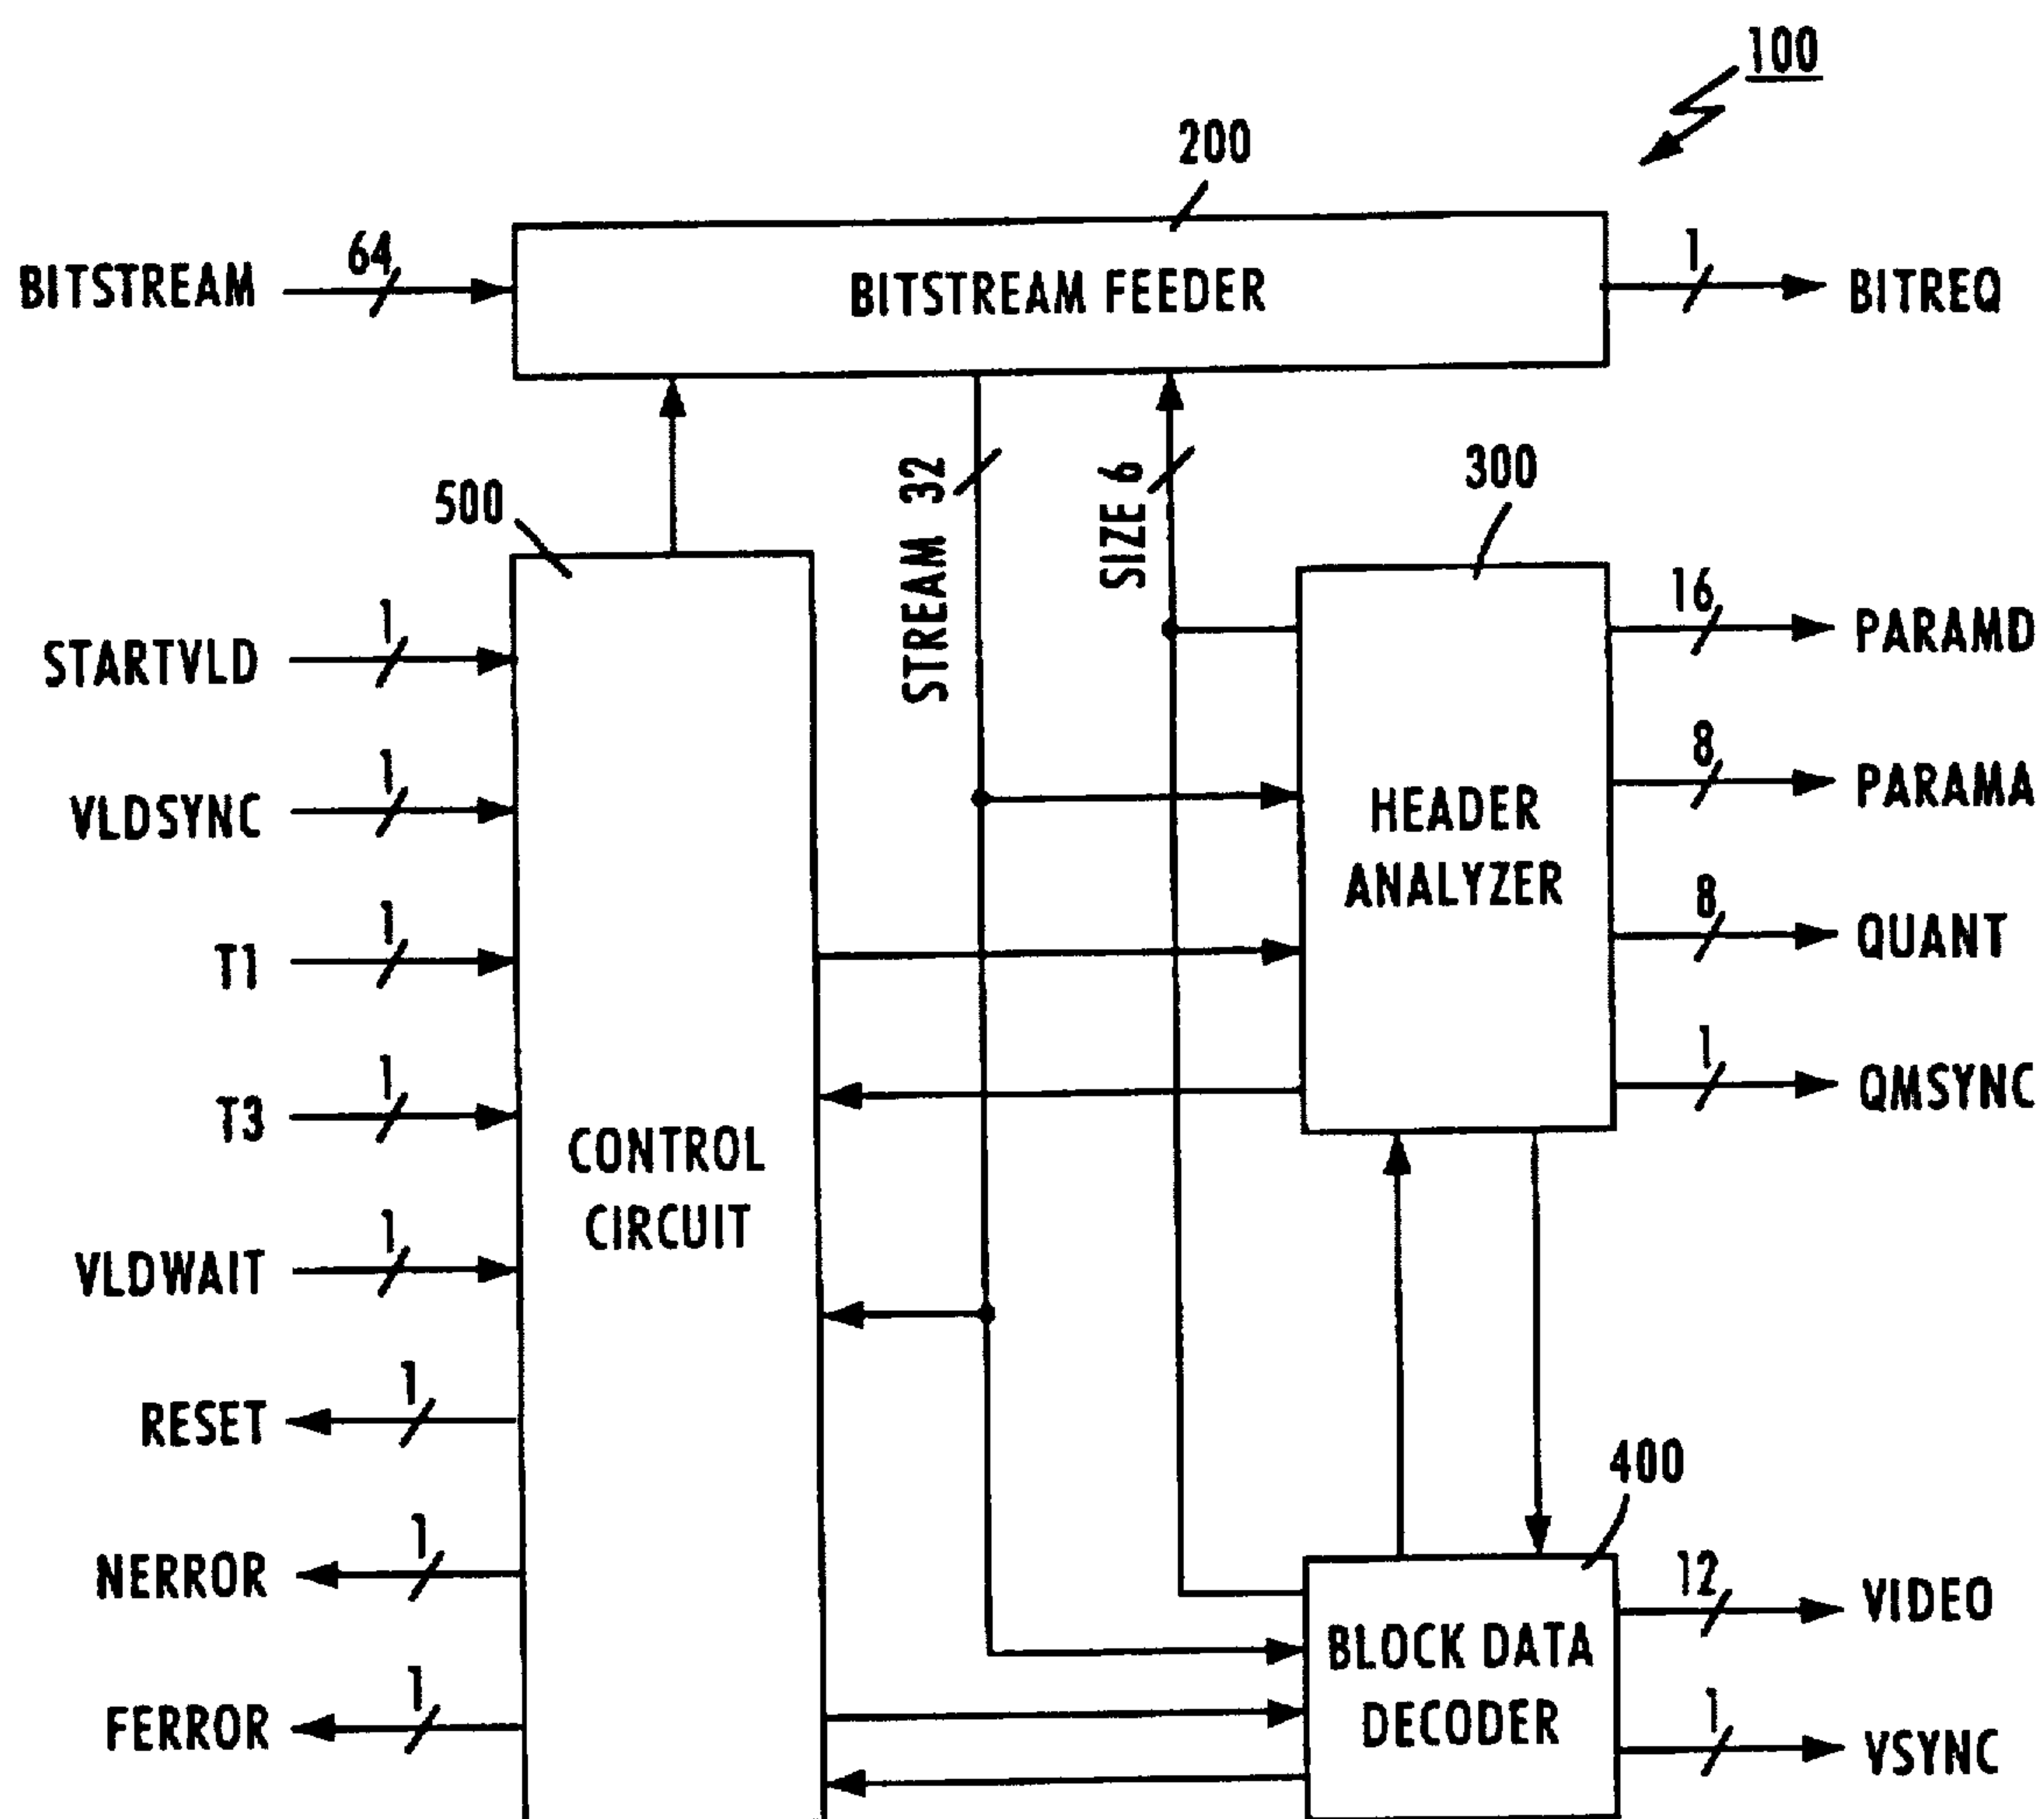 100
200
BITSTREAM
64
BITSTREAM FEEDER
1
BITREQ
STREAM 32
SIZE 6
500
300
STARTVLD
1
VLDSYNC
1
T1
1
T3
1
VLDWAIT
1
RESET
1
NERROR
1
FERROR
1
CONTROL
CIRCUIT
HEADER
ANALYZER
16
PARAMD
8
PARAMA
8
QUANT
1
QMSYNC
400
BLOCK DATA
DECODER
12
VIDEO
1
VSYNC